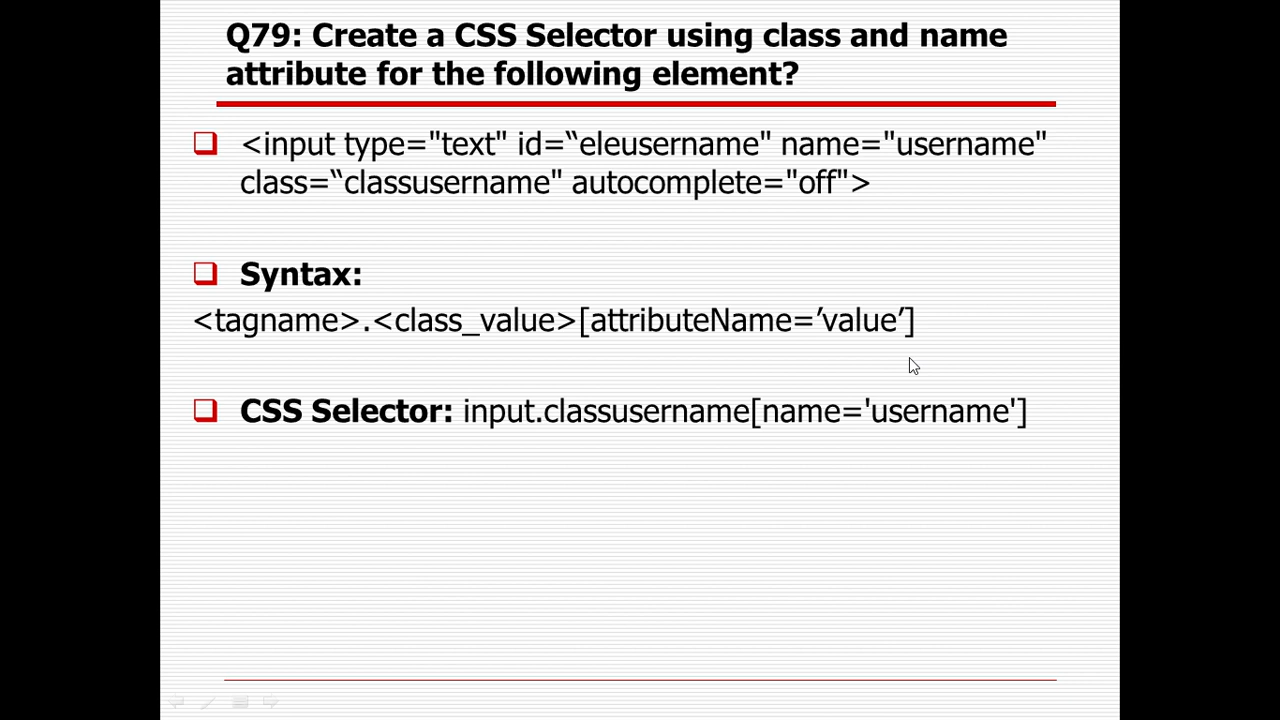 Q79: Create a CSS Selector using class and name
attribute for the following element?
<input type="text" id=“eleusername" name="username"
class=“classusername" autocomplete="off">
Syntax:
<tagname>.<class_value>[attributeName=’value’]
CSS Selector: input.classusername[name='username']